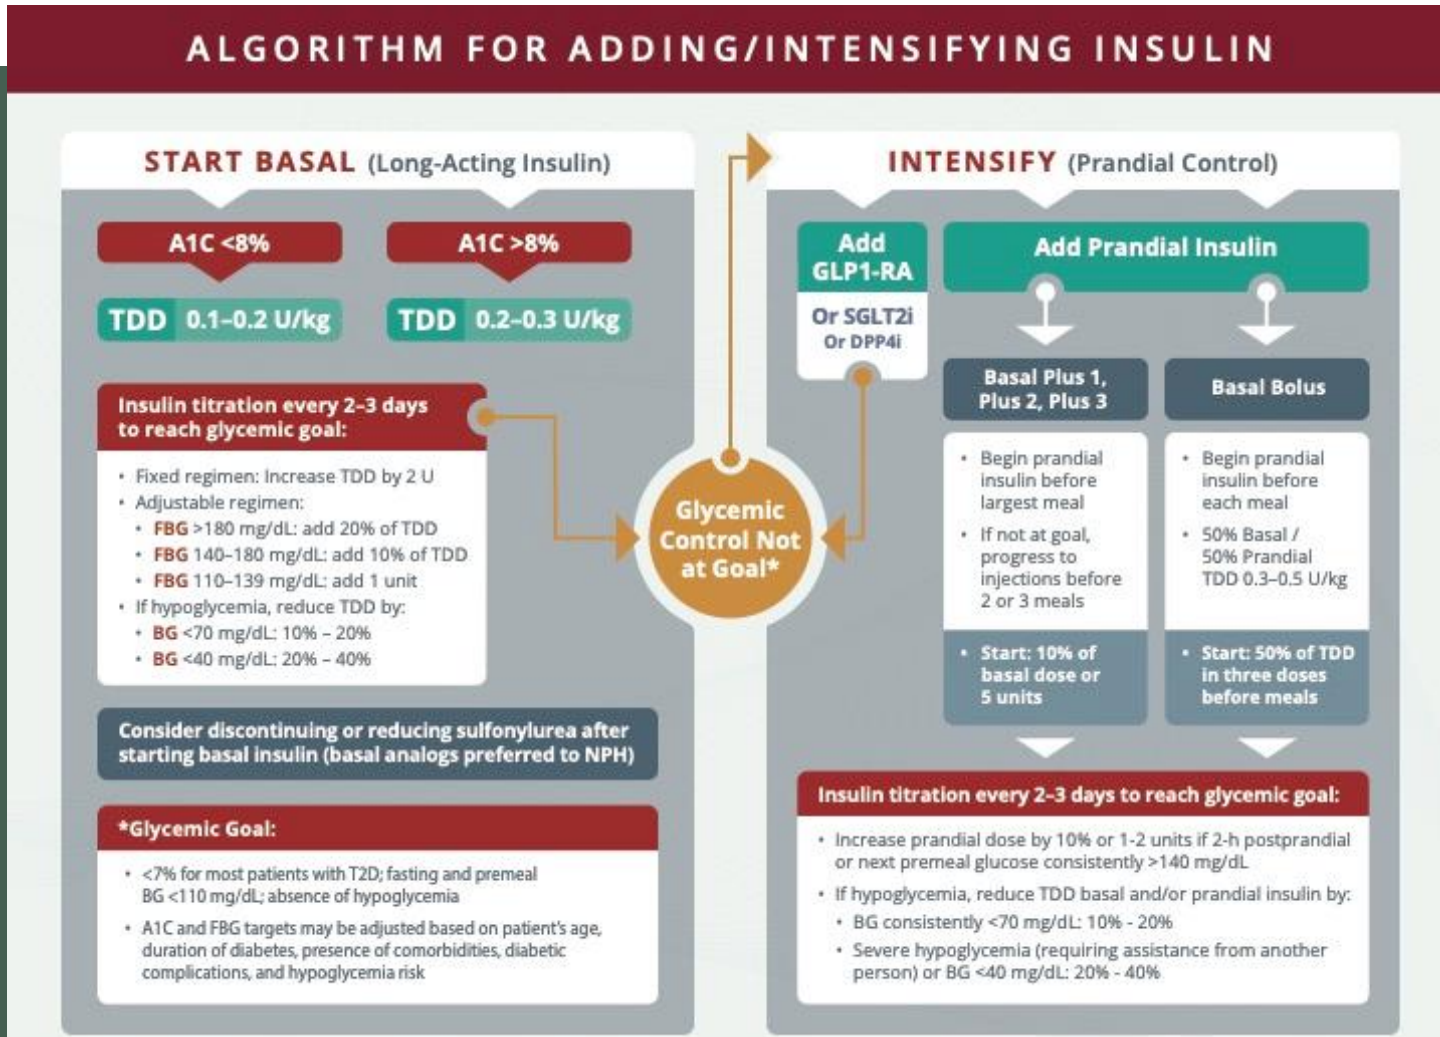 ALGORITHM FOR ADDING/INTENSIFYING INSULIN
START BASAL (Long-Acting Insulin)
A1C <8%
A1C >8%
TDD 0.1–0.2 U/kg
TDD 0.2–0.3 U/kg
Insulin titration every 2–3 days
to reach glycemic goal:
• Fixed regimen: Increase TDD by 2 U
• Adjustable regimen:
• FBG >180 mg/dL: add 20% of TDD
• FBG 140–180 mg/dL: add 10% of TDD
• FBG 110–139 mg/dL: add 1 unit
• If hypoglycemia, reduce TDD by:
• BG <70 mg/dL: 10% – 20%
• BG <40 mg/dL: 20% – 40%
Consider discontinuing or reducing sulfonylurea after
starting basal insulin (basal analogs preferred to NPH)
*Glycemic Goal:
• <7% for most patients with T2D; fasting and premeal
BG <110 mg/dL; absence of hypoglycemia
• A1C and FBG targets may be adjusted based on patient's age,
duration of diabetes, presence of comorbidities, diabetic
complications, and hypoglycemia risk
Glycemic
Control Not
at Goal*
INTENSIFY (Prandial Control)
Add
GLP1-RA
Or SGLT2i
Or DPP4i
Add Prandial Insulin
Basal Plus 1,
Plus 2, Plus 3
• Begin prandial
insulin before
largest meal
• If not at goal,
progress to
injections before
2 or 3 meals
• Start: 10% of
basal dose or
5 units
Basal Bolus
• Begin prandial
insulin before
each meal
• 50% Basal /
50% Prandial
TDD 0.3–0.5 U/kg
• Start: 50% of TDD
in three doses
before meals
Insulin titration every 2–3 days to reach glycemic goal:
• Increase prandial dose by 10% or 1-2 units if 2-h postprandial
or next premeal glucose consistently >140 mg/dL
• If hypoglycemia, reduce TDD basal and/or prandial insulin by:
• BG consistently <70 mg/dL: 10% - 20%
• Severe hypoglycemia (requiring assistance from another
person) or BG <40 mg/dL: 20% - 40%